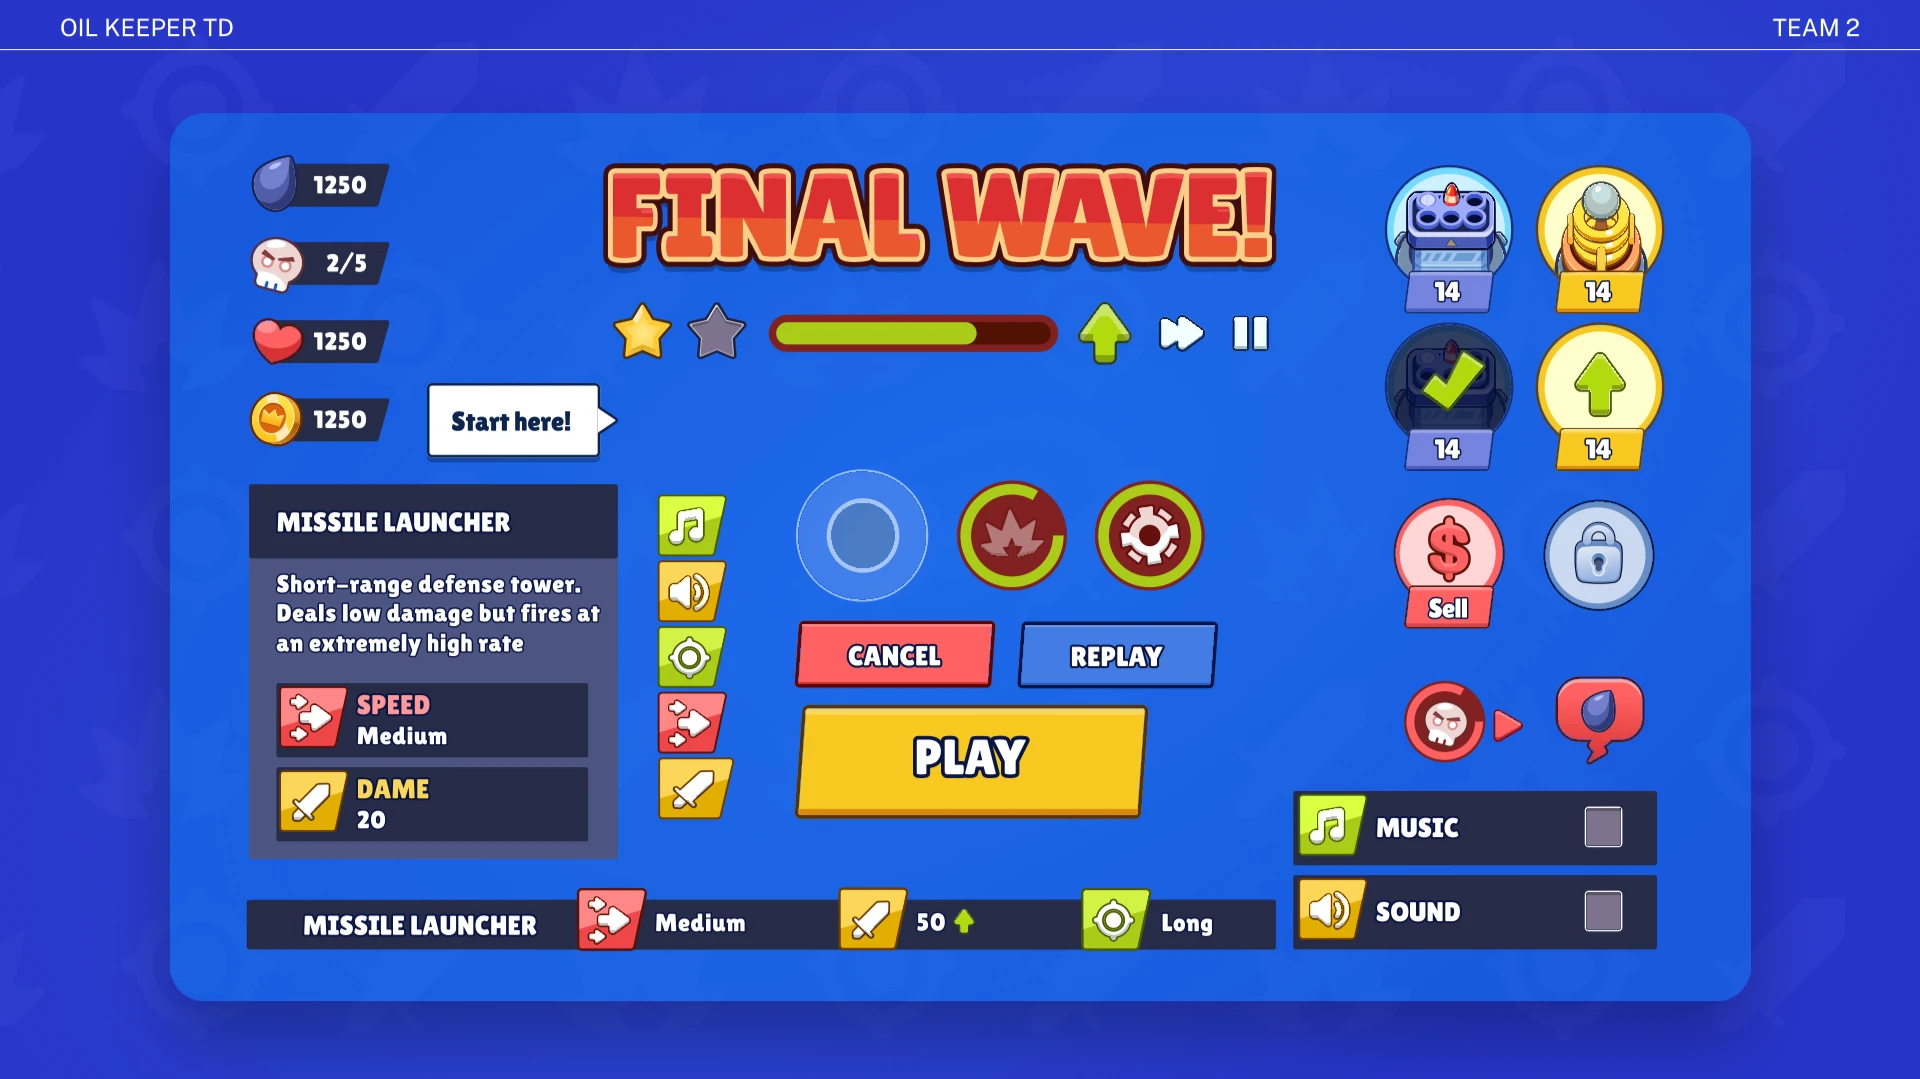 OIL KEEPER TD
TEAM 2
1250
2/5
1250
1250
FINAL WAVE!
Start here!
14
14
14
14
Sell
MISSILE LAUNCHER
Short-range defense tower.
Deals low damage but fires at
an extremely high rate
SPEED
Medium
DAME
20
CANCEL
REPLAY
PLAY
MUSIC
SOUND
MISSILE LAUNCHER
Medium
50
Long